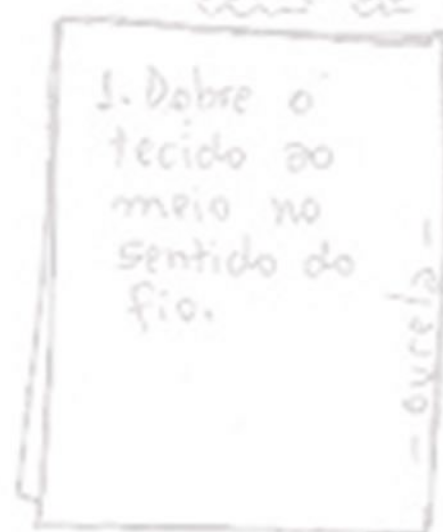 1. Dobre o
tecido ao
meio no
sentido do
fio.
- ourela -